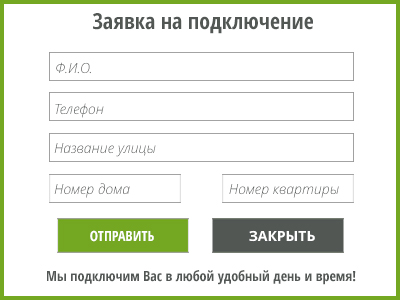 Заявка на подключение
Ф.И.О.
Телефон
Название улицы
Номер дома
Номер квартиры
ОТПРАВИТЬ
ЗАКРЫТЬ
Мы подключим Вас в любой удобный день и время!